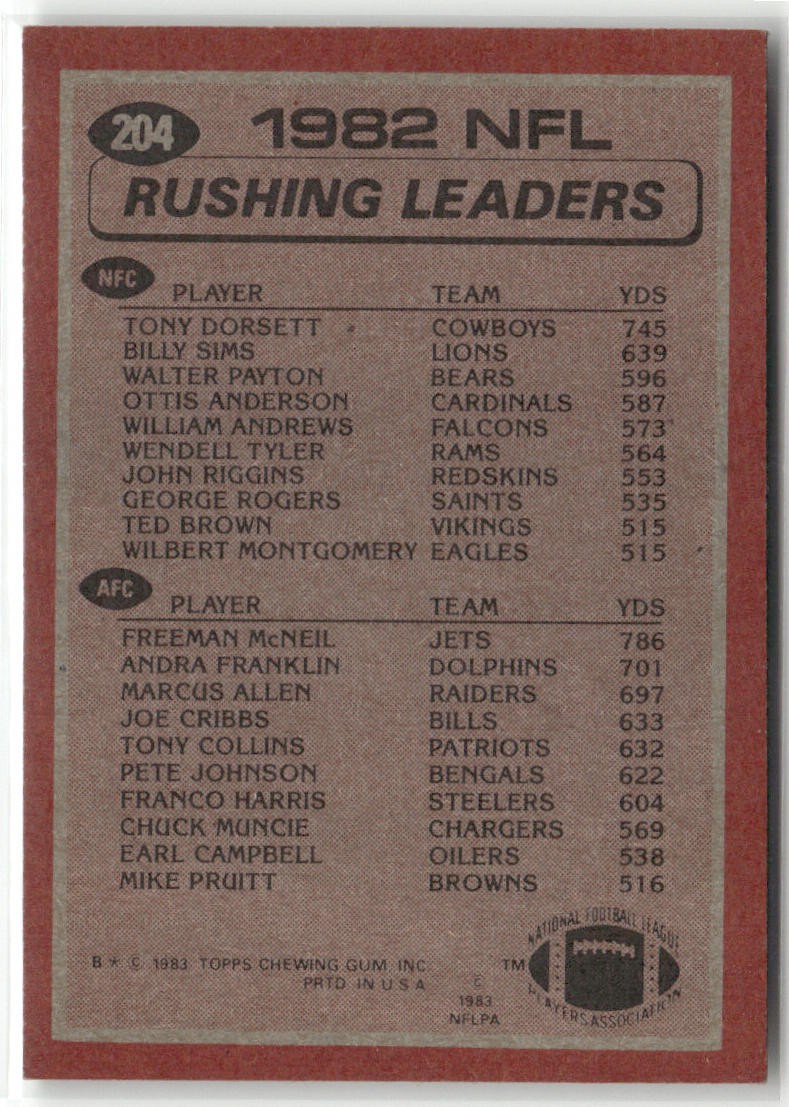 204 1982 NFL
RUSHING LEADERS
NFC PLAYER TEAM YDS
TONY DORSETT COWBOYS 745
BILLY SIMS LIONS 639
WALTER PAYTON BEARS 596
OTTIS ANDERSON CARDINALS 587
WILLIAM ANDREWS FALCONS 573
WENDELL TYLER RAMS 564
JOHN RIGGINS REDSKINS 553
GEORGE ROGERS SAINTS 535
TED BROWN VIKINGS 515
WILBERT MONTGOMERY EAGLES 515
AFC PLAYER TEAM YDS
FREEMAN McNEIL JETS 786
ANDRA FRANKLIN DOLPHINS 701
MARCUS ALLEN RAIDERS 697
JOE CRIBBS BILLS 633
TONY COLLINS PATRIOTS 632
PETE JOHNSON BENGALS 622
FRANCO HARRIS STEELERS 604
CHUCK MUNCIE CHARGERS 569
EARL CAMPBELL OILERS 538
MIKE PRUITT BROWNS 516
B * © 1983 TOPPS CHEWING GUM INC.
PRTD IN U S A
©
1983
NFLPA
TM
NATIONAL FOOTBALL LEAGUE
PLAYERS ASSOCIATION